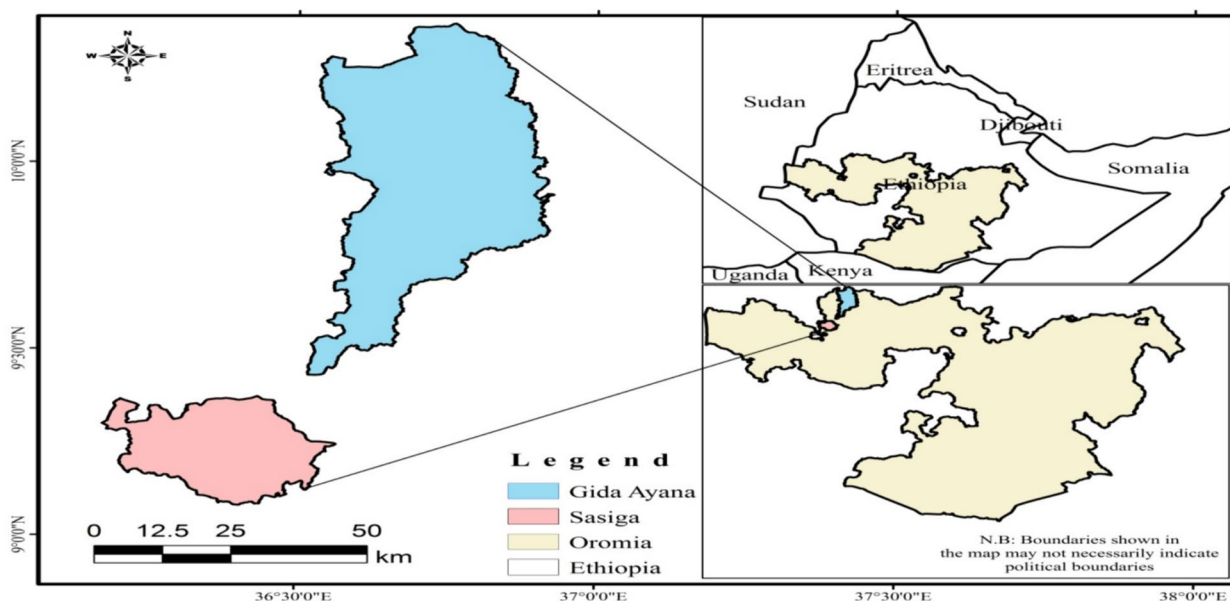 N
W E
S
Eritrea
Sudan
Djibouti
Somalia
Ethiopia
Uganda
Kenya
10°0'0"N
9°30'0"N
9°0'0"N
Legend
Gida Ayana
Sasiga
Oromia
Ethiopia
0 12.5 25 50
km
N.B: Boundaries shown in
the map may not necessarily indicate
political boundaries
36°30'0"E 37°0'0"E 37°30'0"E 38°0'0"E